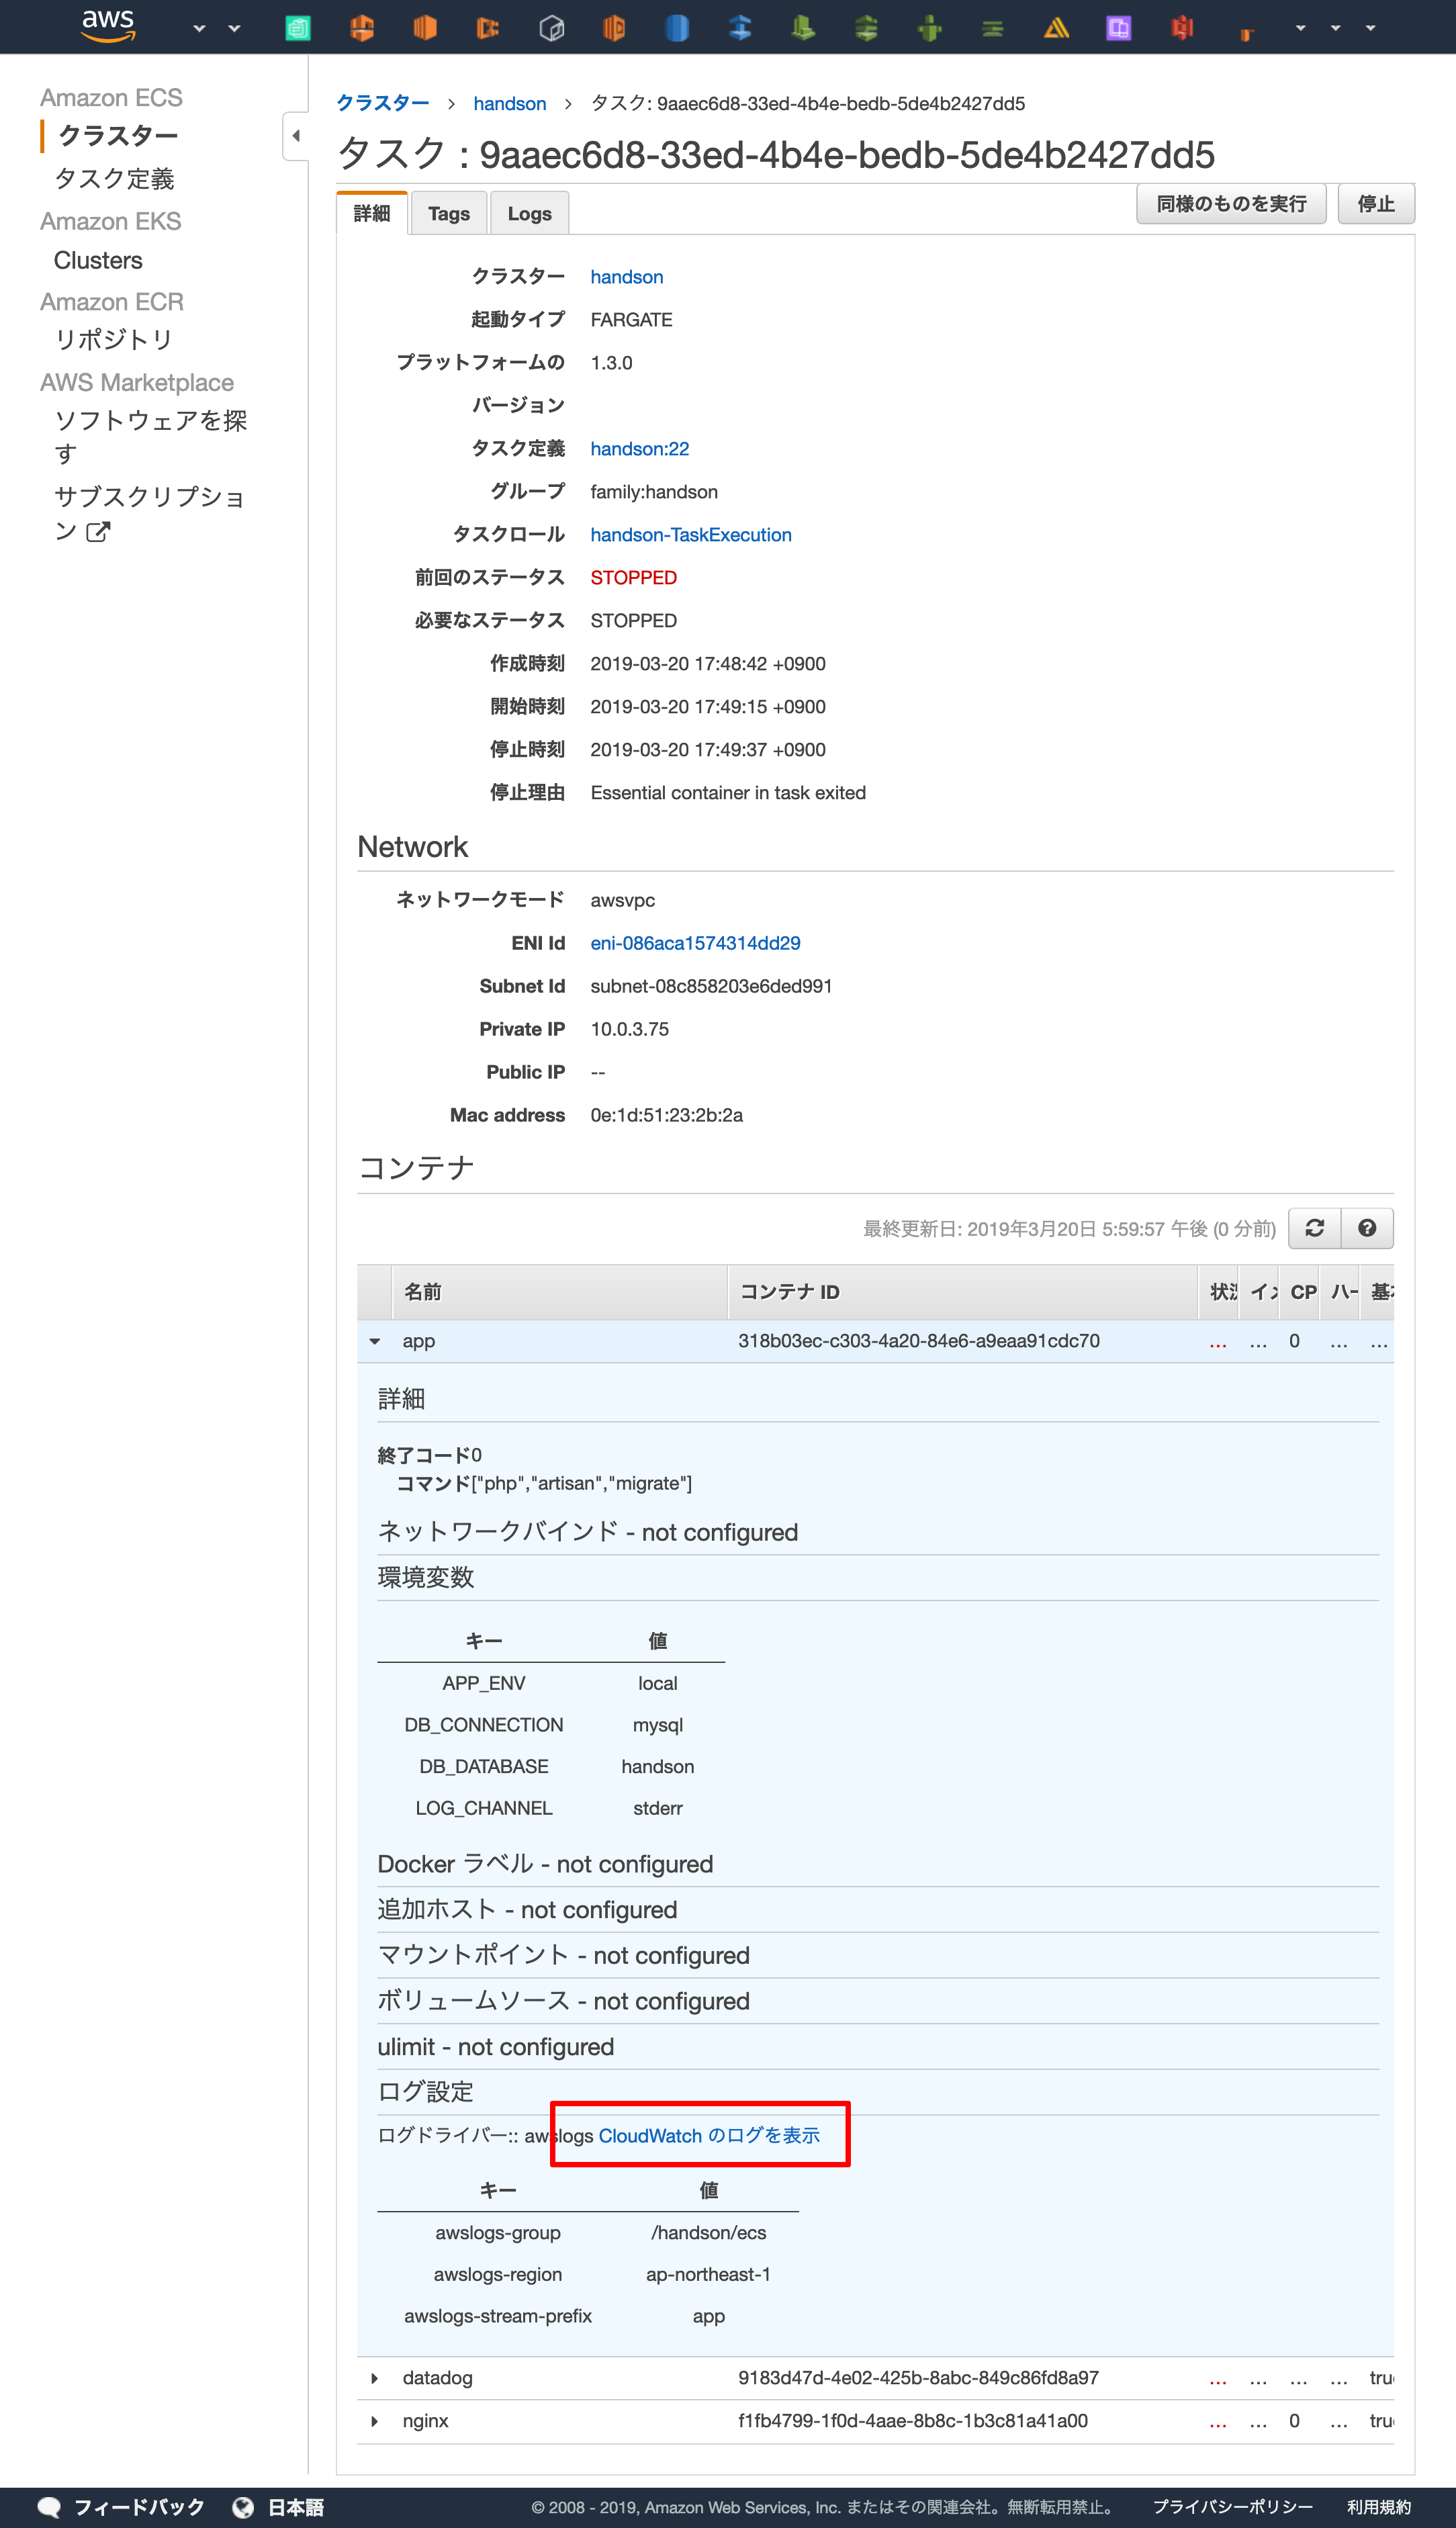 aws
Amazon ECS
クラスター
タスク定義
Amazon EKS
Clusters
Amazon ECR
リポジトリ
AWS Marketplace
ソフトウェアを探
す
サブスクリプショ
ン
クラスター > handson > タスク: 9aaec6d8-33ed-4b4e-bedb-5de4b2427dd5
タスク : 9aaec6d8-33ed-4b4e-bedb-5de4b2427dd5
同様のものを実行 停止
詳細 Tags Logs
クラスター handson
起動タイプ FARGATE
プラットフォームの 1.3.0
バージョン
タスク定義 handson:22
グループ family:handson
タスクロール handson-TaskExecution
前回のステータス STOPPED
必要なステータス STOPPED
作成時刻 2019-03-20 17:48:42 +0900
開始時刻 2019-03-20 17:49:15 +0900
停止時刻 2019-03-20 17:49:37 +0900
停止理由 Essential container in task exited
Network
ネットワークモード awsvpc
ENI Id eni-086aca1574314dd29
Subnet Id subnet-08c858203e6ded991
Private IP 10.0.3.75
Public IP --
Mac address 0e:1d:51:23:2b:2a
コンテナ
最終更新日: 2019年3月20日 5:59:57 午後 (0 分前)
名前 コンテナ ID 状 イ CP ハ 基
app 318b03ec-c303-4a20-84e6-a9eaa91cdc70 ... ... 0 ... ...
詳細
終了コード0
コマンド["php","artisan","migrate"]
ネットワークバインド - not configured
環境変数
キー 値
APP_ENV local
DB_CONNECTION mysql
DB_DATABASE handson
LOG_CHANNEL stderr
Docker ラベル - not configured
追加ホスト - not configured
マウントポイント - not configured
ボリュームソース - not configured
ulimit - not configured
ログ設定
ログドライバー:: awslogs CloudWatch のログを表示
キー 値
awslogs-group /handson/ecs
awslogs-region ap-northeast-1
awslogs-stream-prefix app
datadog 9183d47d-4e02-425b-8abc-849c86fd8a97 ... ... ... ... tru
nginx f1fb4799-1f0d-4aae-8b8c-1b3c81a41a00 ... ... 0 ... tru
フィードバック 日本語 © 2008 - 2019, Amazon Web Services, Inc. またはその関連会社。無断転用禁止。 プライバシーポリシー 利用規約